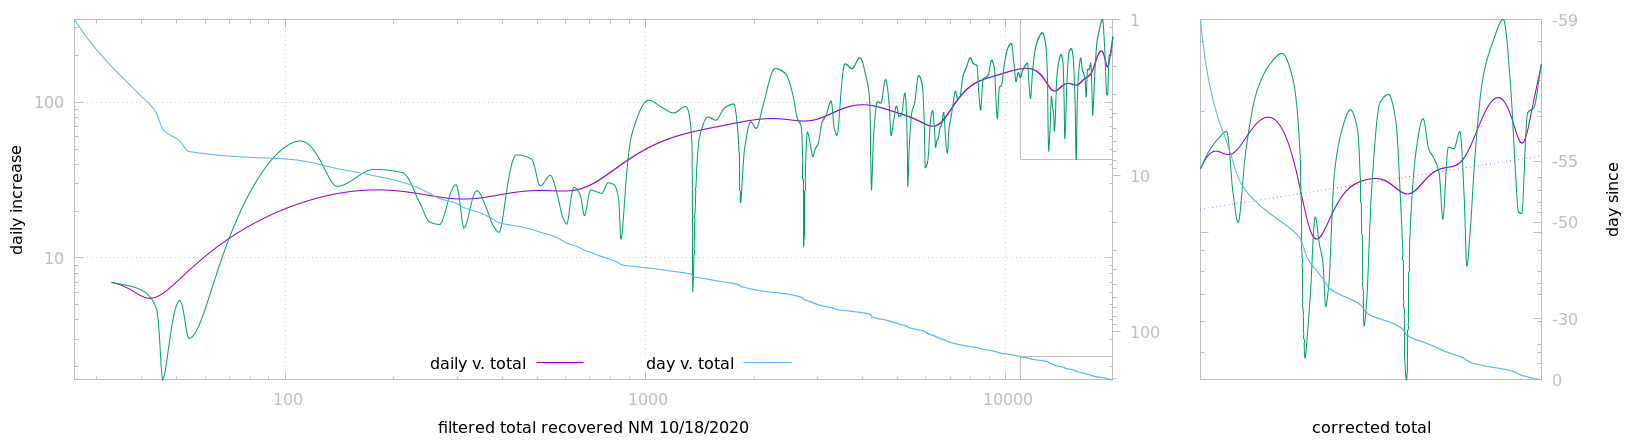 daily increase
100
10
1
10
100
daily v. total
day v. total
100
1000
10000
filtered total recovered NM 10/18/2020
-59
-55
-50
-30
0
day since
corrected total